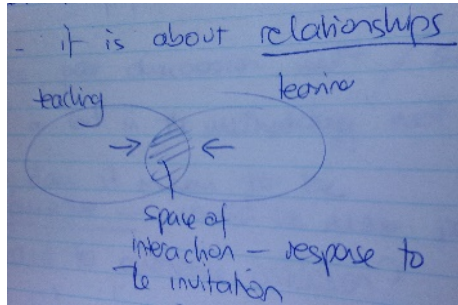 - it is about relationships
teaching
learning
space of
interaction - response to
the invitation